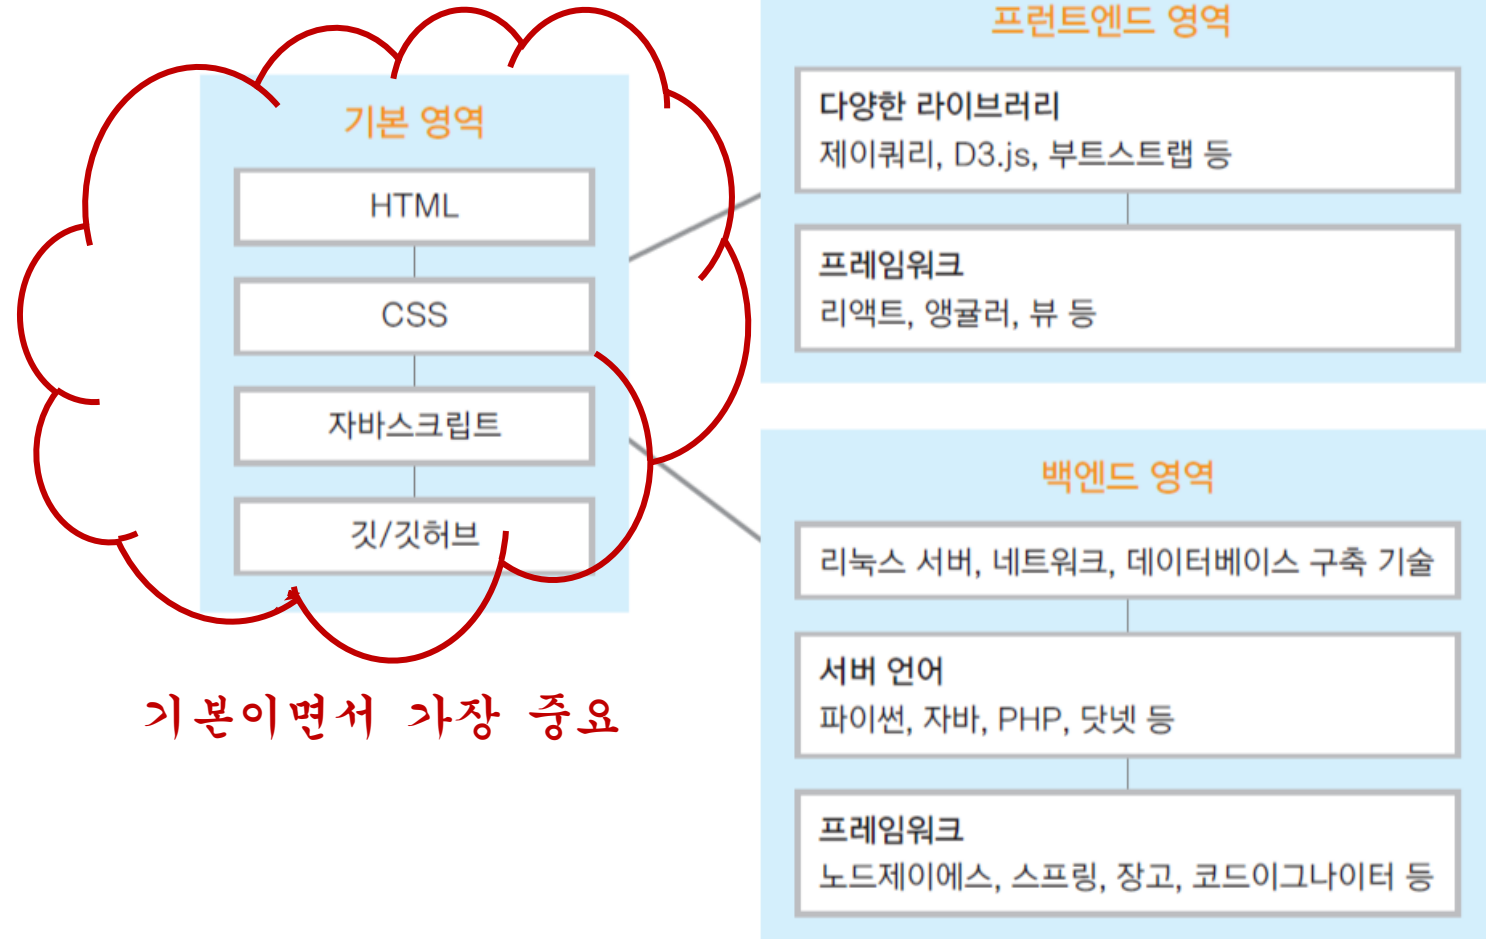 기본 영역
HTML
CSS
자바스크립트
깃/깃허브
기본이면서 가장 중요
프런트엔드 영역
다양한 라이브러리
제이쿼리, D3.js, 부트스트랩 등
프레임워크
리액트, 앵귤러, 뷰 등
백엔드 영역
리눅스 서버, 네트워크, 데이터베이스 구축 기술
서버 언어
파이썬, 자바, PHP, 닷넷 등
프레임워크
노드제이에스, 스프링, 장고, 코드이그나이터 등